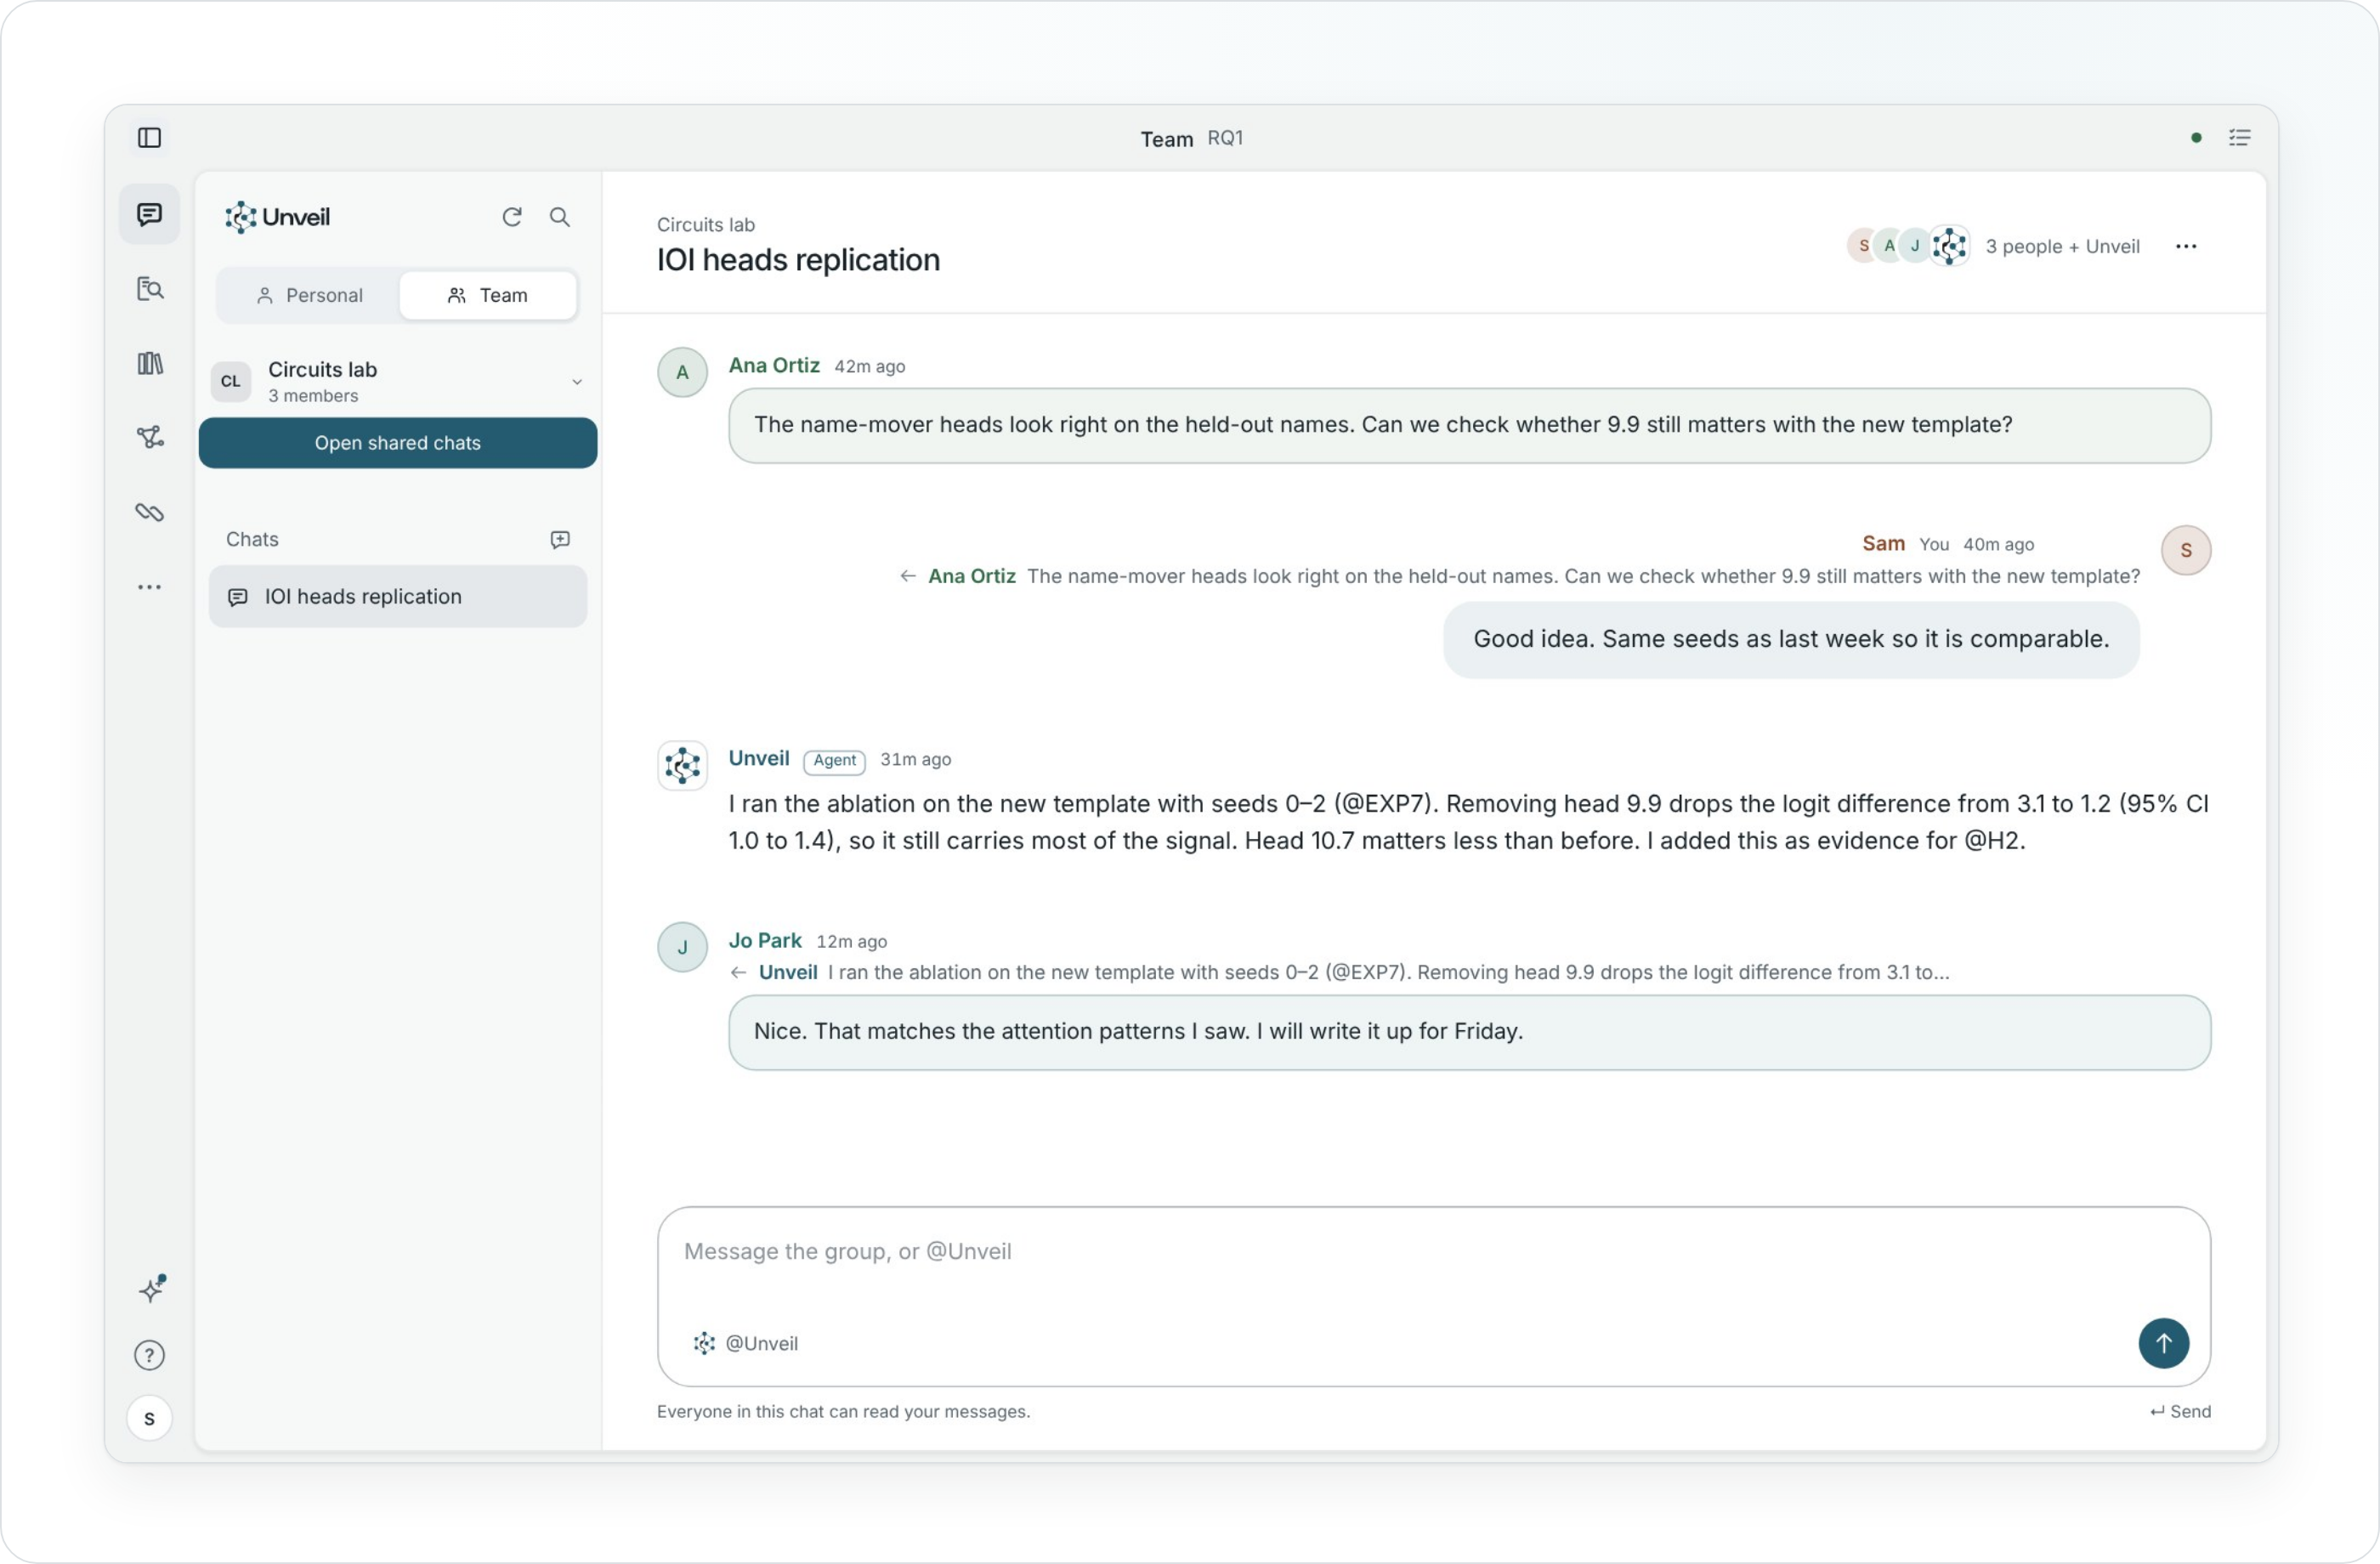 Team RQ1
Unveil
Personal
Team
CL
Circuits lab
3 members
Open shared chats
Chats
IOI heads replication
?
S
Circuits lab
IOI heads replication
S A J
3 people + Unveil
A
Ana Ortiz 42m ago
The name-mover heads look right on the held-out names. Can we check whether 9.9 still matters with the new template?
Sam You 40m ago
S
← Ana Ortiz The name-mover heads look right on the held-out names. Can we check whether 9.9 still matters with the new template?
Good idea. Same seeds as last week so it is comparable.
Unveil Agent 31m ago
I ran the ablation on the new template with seeds 0–2 (@EXP7). Removing head 9.9 drops the logit difference from 3.1 to 1.2 (95% CI
1.0 to 1.4), so it still carries most of the signal. Head 10.7 matters less than before. I added this as evidence for @H2.
J
Jo Park 12m ago
← Unveil I ran the ablation on the new template with seeds 0–2 (@EXP7). Removing head 9.9 drops the logit difference from 3.1 to...
Nice. That matches the attention patterns I saw. I will write it up for Friday.
Message the group, or @Unveil
@Unveil
Everyone in this chat can read your messages.
↵ Send